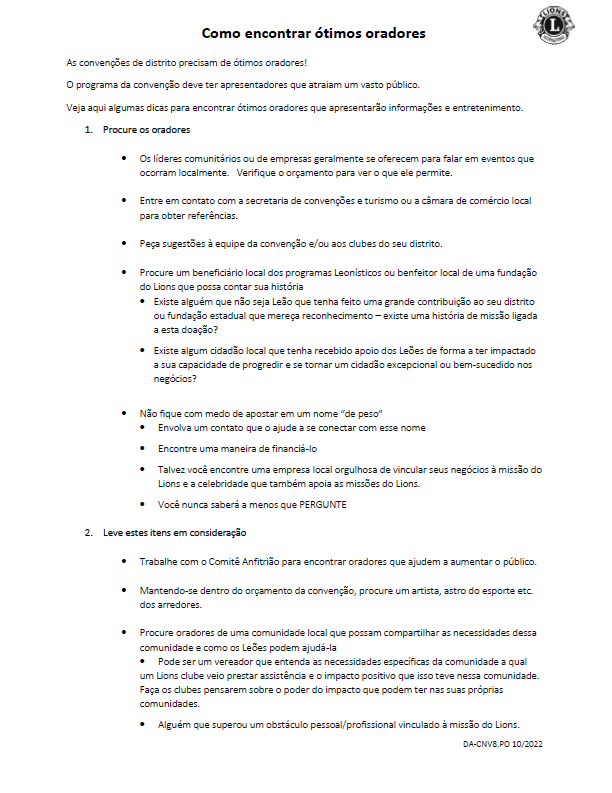 Como encontrar ótimos oradores
LIONS
L
INTERNATIONAL
As convenções de distrito precisam de ótimos oradores!
O programa da convenção deve ter apresentadores que atraiam um vasto público.
Veja aqui algumas dicas para encontrar ótimos oradores que apresentarão informações e entretenimento.
1. Procure os oradores
• Os líderes comunitários ou de empresas geralmente se oferecem para falar em eventos que
ocorram localmente. Verifique o orçamento para ver o que ele permite.
• Entre em contato com a secretaria de convenções e turismo ou a câmara de comércio local
para obter referências.
• Peça sugestões à equipe da convenção e/ou aos clubes do seu distrito.
• Procure um beneficiário local dos programas Leonísticos ou benfeitor local de uma fundação
do Lions que possa contar sua história
• Existe alguém que não seja Leão que tenha feito uma grande contribuição ao seu distrito
ou fundação estadual que mereça reconhecimento – existe uma história de missão ligada
a esta doação?
• Existe algum cidadão local que tenha recebido apoio dos Leões de forma a ter impactado
a sua capacidade de progredir e se tornar um cidadão excepcional ou bem-sucedido nos
negócios?
• Não fique com medo de apostar em um nome “de peso”
• Envolva um contato que o ajude a se conectar com esse nome
• Encontre uma maneira de financiá-lo
• Talvez você encontre uma empresa local orgulhosa de vincular seus negócios à missão do
Lions e a celebridade que também apoia as missões do Lions.
• Você nunca saberá a menos que PERGUNTE
2. Leve estes itens em consideração
• Trabalhe com o Comitê Anfitrião para encontrar oradores que ajudem a aumentar o público.
• Mantendo-se dentro do orçamento da convenção, procure um artista, astro do esporte etc.
dos arredores.
• Procure oradores de uma comunidade local que possam compartilhar as necessidades dessa
comunidade e como os Leões podem ajudá-la
• Pode ser um vereador que entenda as necessidades específicas da comunidade a qual
um Lions clube veio prestar assistência e o impacto positivo que isso teve nessa comunidade.
Faça os clubes pensarem sobre o poder do impacto que podem ter nas suas próprias
comunidades.
• Alguém que superou um obstáculo pessoal/profissional vinculado à missão do Lions.
DA-CNV8.PO 10/2022